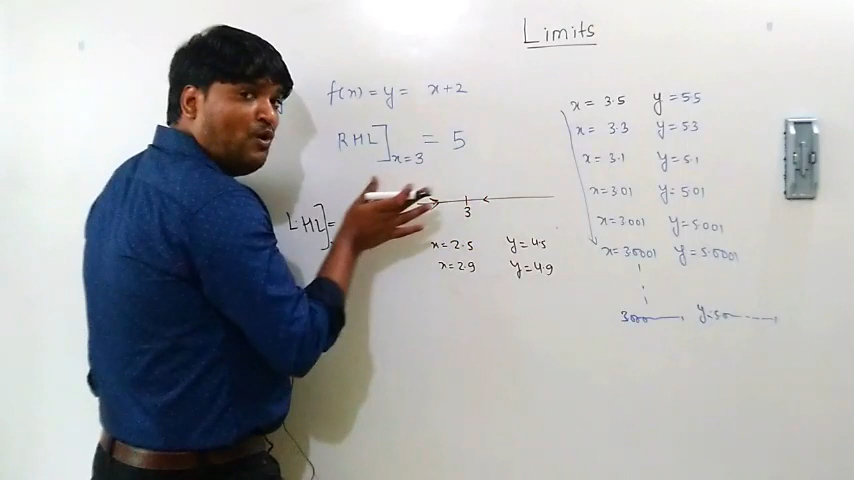 Limits
f(x) = y = x+2
RHL]x=3 = 5
LHL] =
3
x=2.5 y=4.5
x=2.9 y=4.9
x= 3.5 y=5.5
x= 3.3 y=5.3
x= 3.1 y=5.1
x=3.01 y=5.01
x=3.001 y=5.001
x=3.0001 y=5.0001